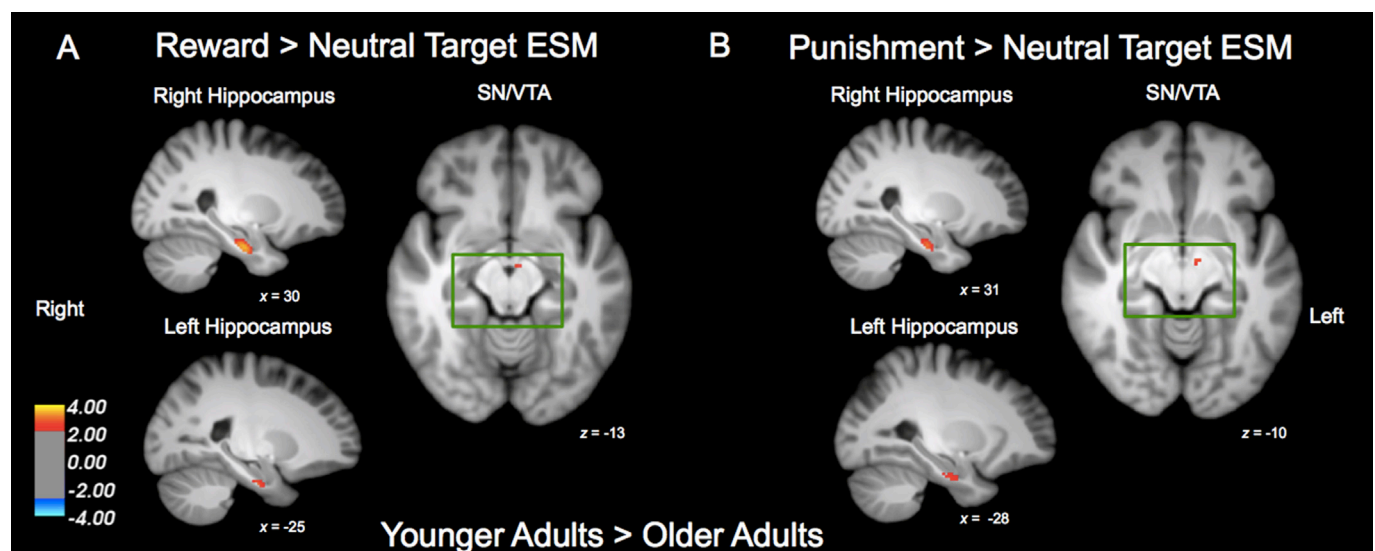 A
Reward > Neutral Target ESM
Right Hippocampus
SN/VTA
x = 30
Right
Left Hippocampus
4.00
2.00
0.00
-2.00
-4.00
z = -13
x = -25
B
Punishment > Neutral Target ESM
Right Hippocampus
SN/VTA
x = 31
Left Hippocampus
Left
z = -10
x = -28
Younger Adults > Older Adults